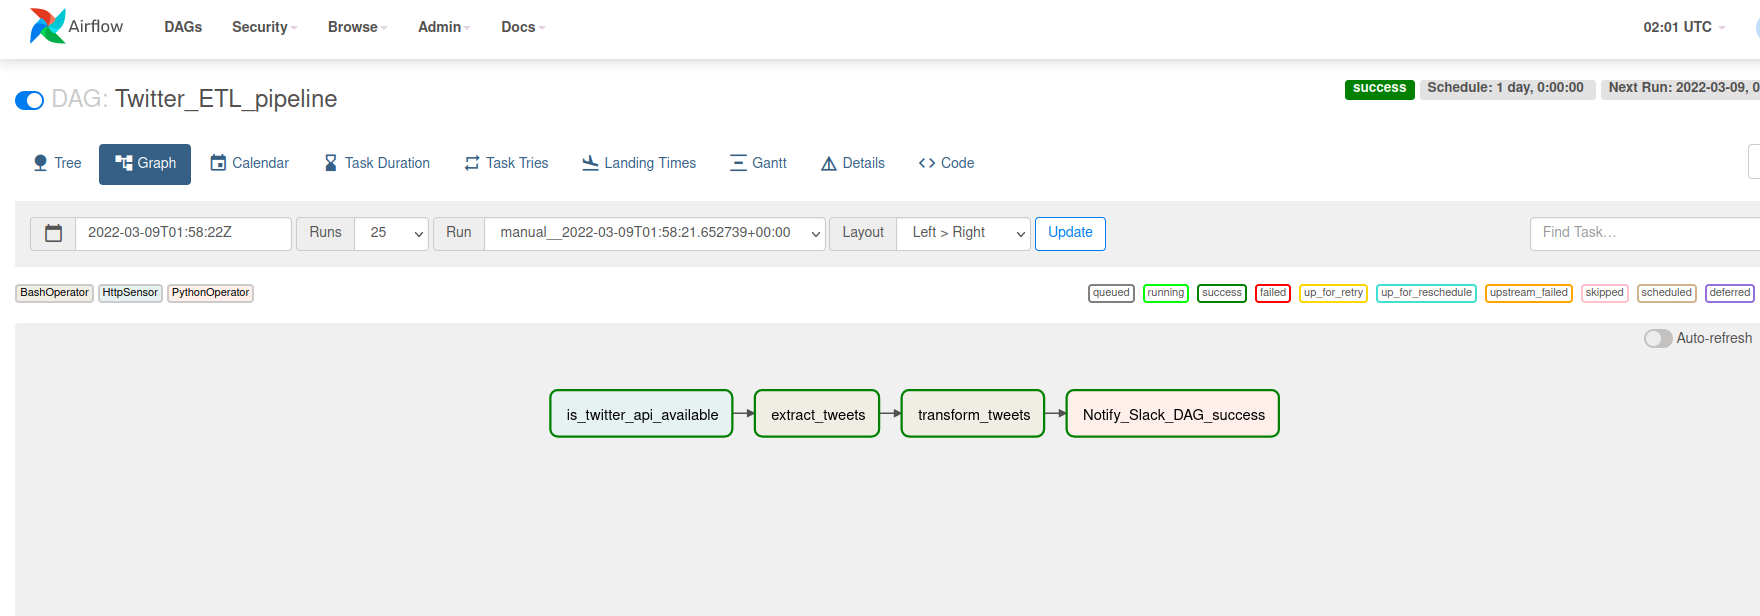 Airflow DAGs Security Browse Admin Docs 02:01 UTC
DAG: Twitter_ETL_pipeline success Schedule: 1 day, 0:00:00 Next Run: 2022-03-09, 0
Tree Graph Calendar Task Duration Task Tries Landing Times Gantt Details <> Code
2022-03-09T01:58:22Z Runs 25 Run manual__2022-03-09T01:58:21.652739+00:00 Layout Left > Right Update Find Task...
BashOperator HttpSensor PythonOperator queued running success failed up_for_retry up_for_reschedule upstream_failed skipped scheduled deferred
Auto-refresh
is_twitter_api_available extract_tweets transform_tweets Notify_Slack_DAG_success